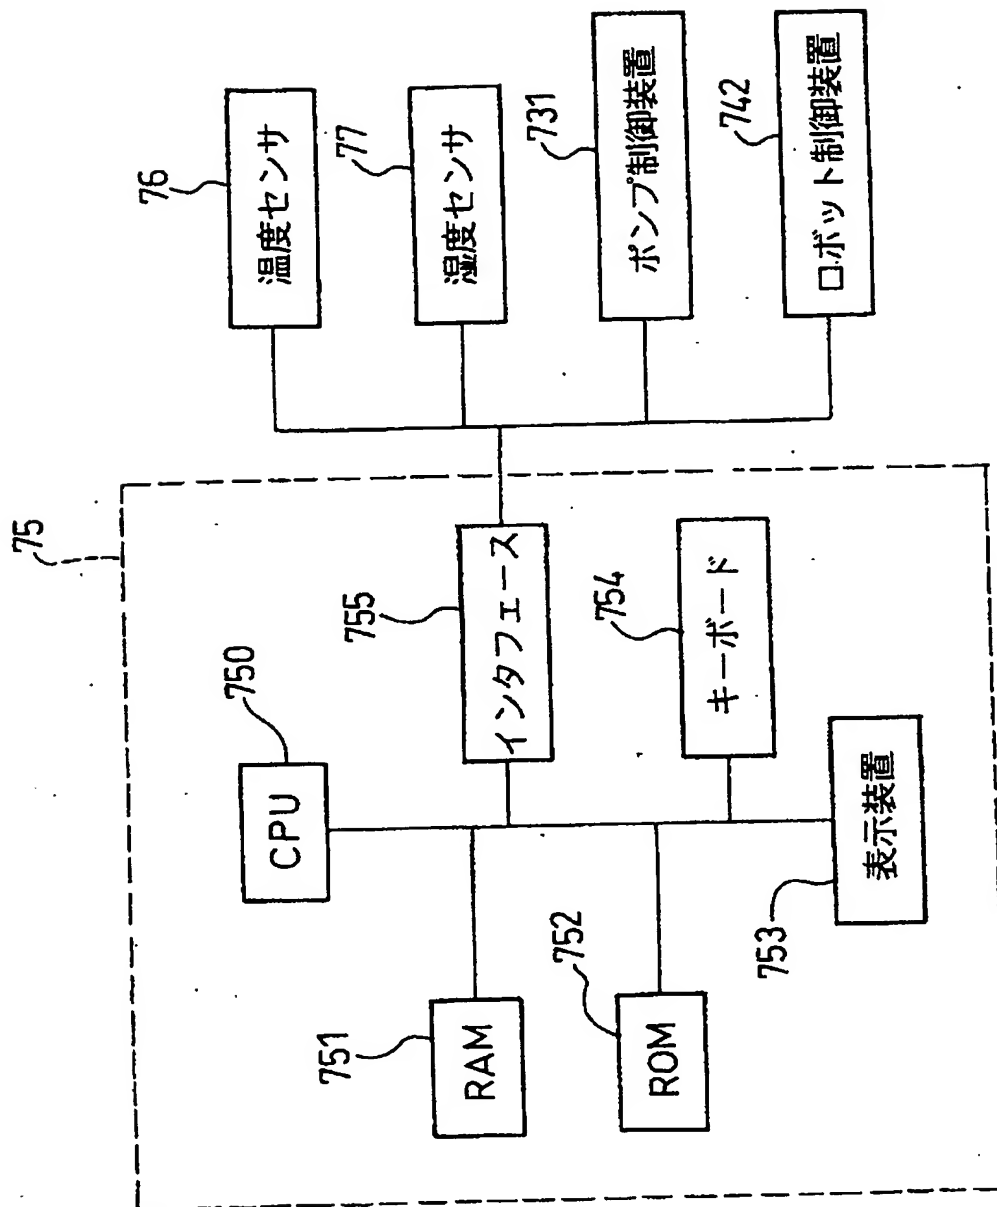 75
CPU
750
RAM
751
ROM
752
インタフェース
755
キーボード
754
表示装置
753
温度センサ
76
湿度センサ
77
ポンプ制御装置
731
ロボット制御装置
742